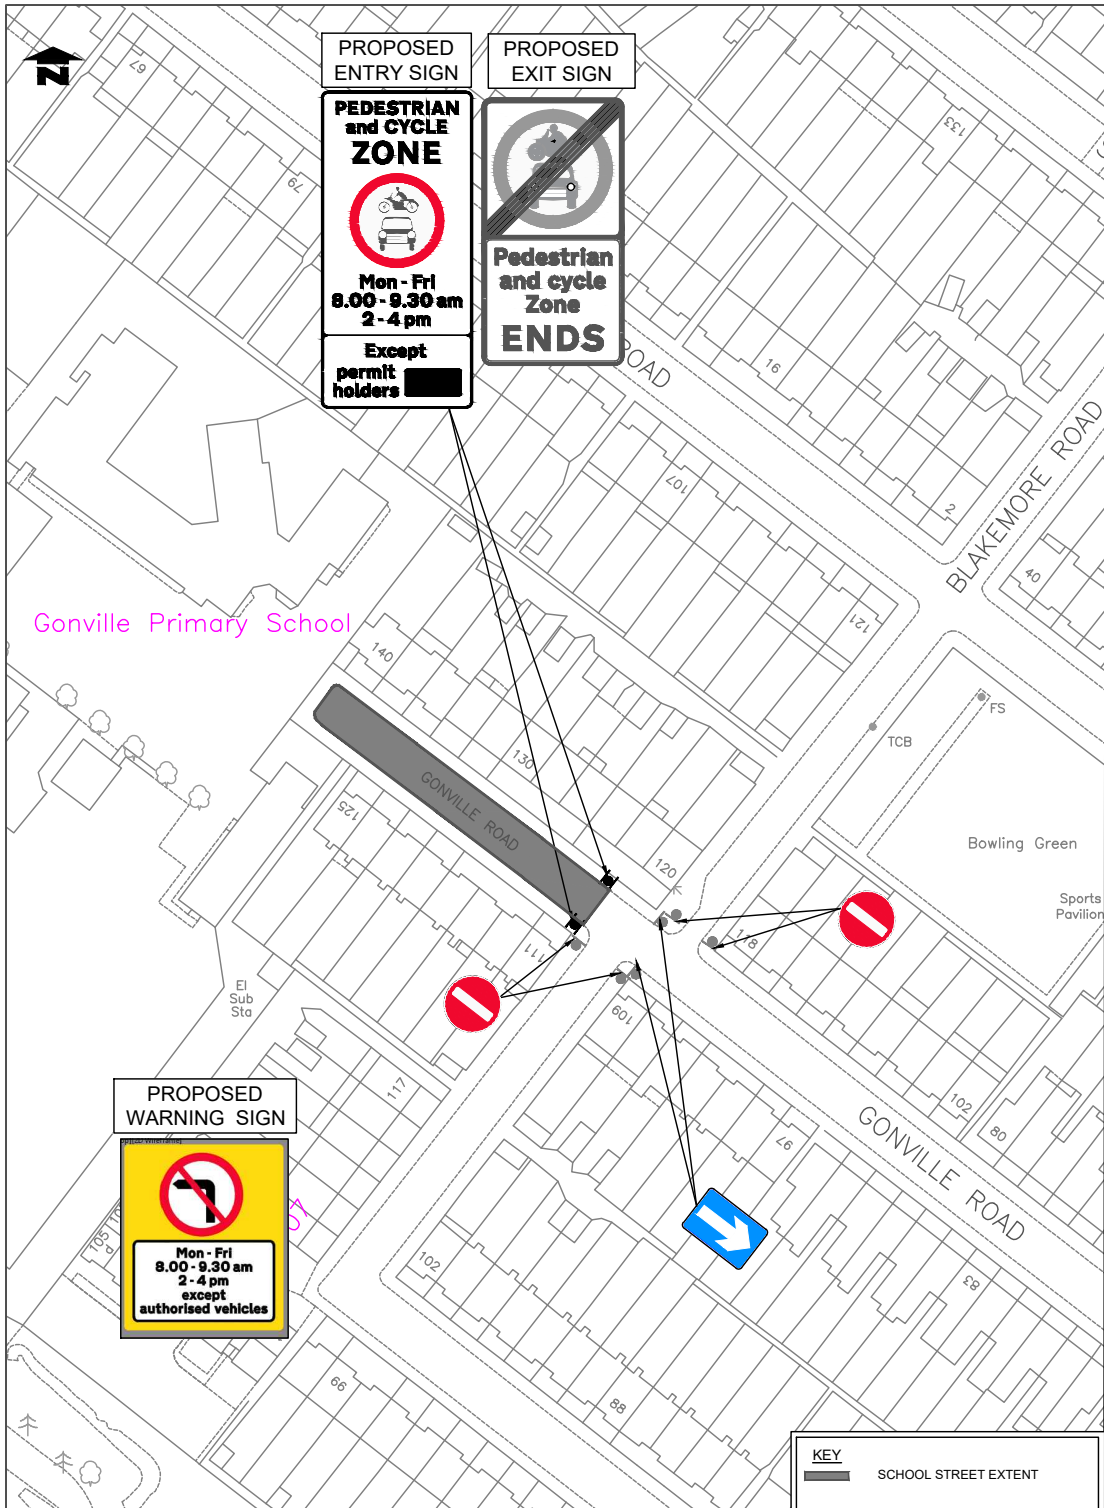 N
PROPOSED
ENTRY SIGN
PROPOSED
EXIT SIGN
PEDESTRIAN
and CYCLE
ZONE
Mon - Fri
8.00 - 9.30 am
2 - 4 pm
Except
permit
holders
Pedestrian
and cycle
Zone
ENDS
67
79
133
ROAD
16
107
2
BLAKEMORE ROAD
40
121
Gonville Primary School
140
FS
TCB
130
GONVILLE ROAD
125
120
Bowling Green
Sports
Pavilion
118
111
El
Sub
Sta
109
117
102
80
GONVILLE ROAD
97
PROPOSED
WARNING SIGN
Mon - Fri
8.00 - 9.30 am
2 - 4 pm
except
authorised vehicles
105
102
83
99
88
KEY
SCHOOL STREET EXTENT